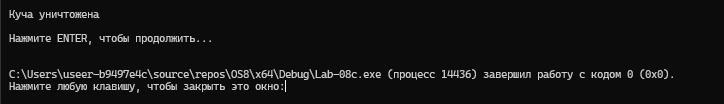 Куча уничтожена
Нажмите ENTER, чтобы продолжить...
C:\Users\useer-b9497e4c\source\repos\OS8\x64\Debug\Lab-08c.exe (процесс 14436) завершил работу с кодом 0 (0x0).
Нажмите любую клавишу, чтобы закрыть это окно: